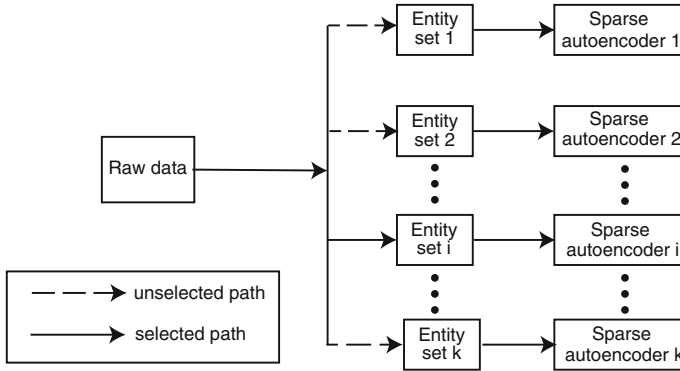 Entity
set 1
Sparse
autoencoder 1
Entity
set 2
Sparse
autoencoder 2
Raw data
Entity
set i
Sparse
autoencoder i
unselected path
selected path
Entity
set k
Sparse
autoencoder k